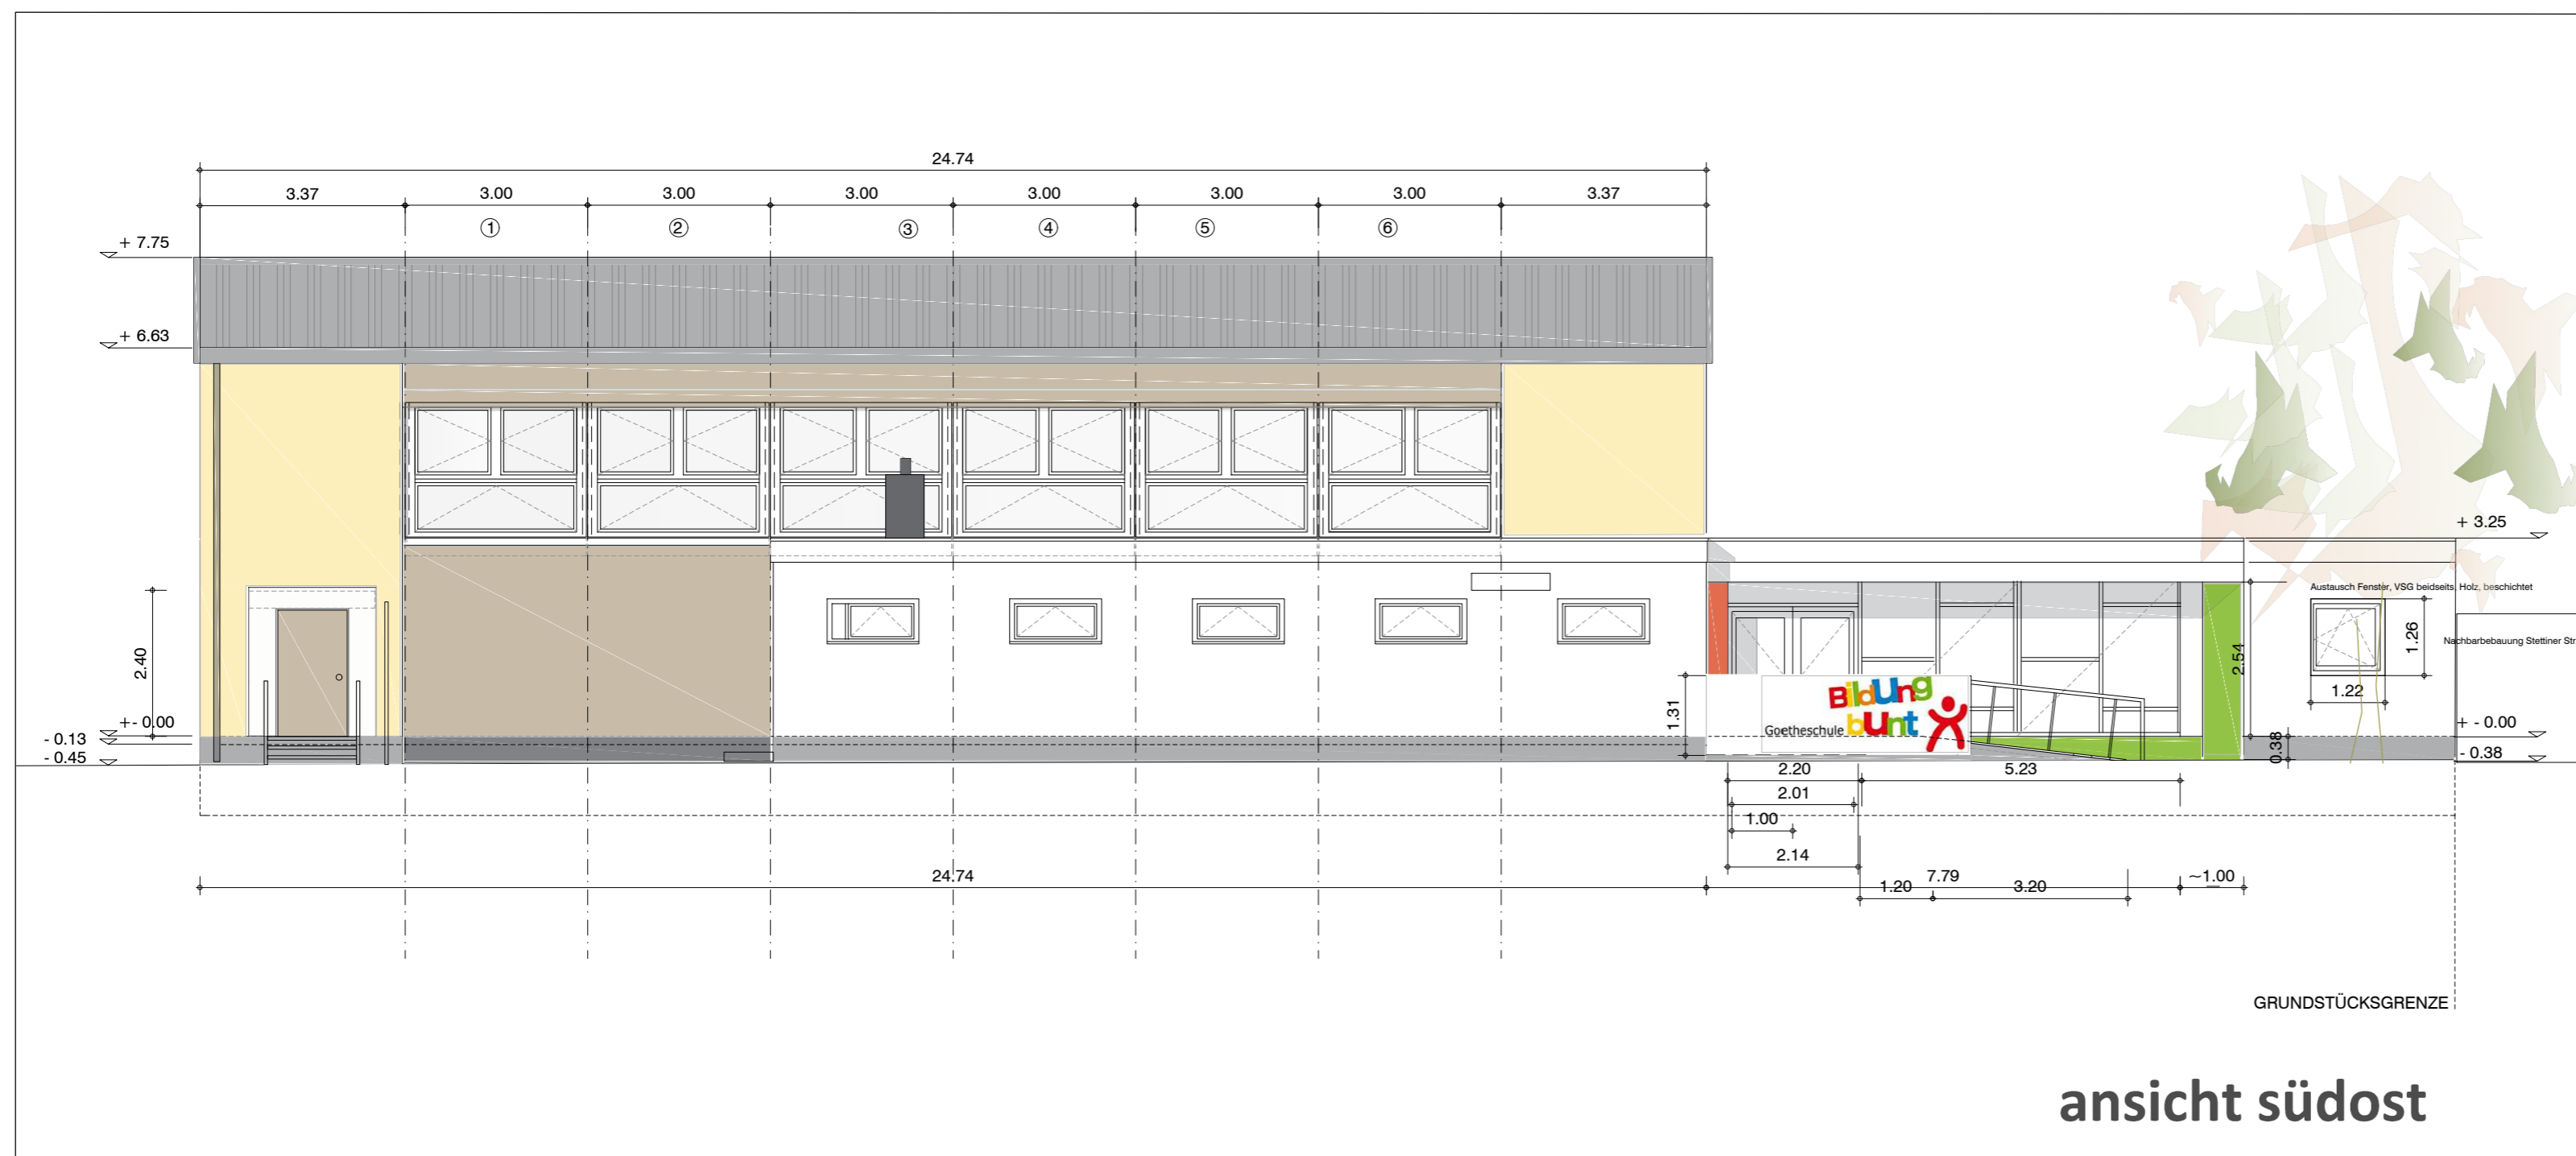 24.74
3.37 3.00 3.00 3.00 3.00 3.00 3.00 3.37
① ② ③ ④ ⑤ ⑥
+ 7.75
+ 6.63
+ 3.25
Austausch Fenster, VSG beidseits, Holz, beschichtet
1.26
Nachbarbebauung Stettiner Str
2.40
2.54
1.22
1.31
Bildung
bunt
Goetheschule
+- 0.00
- 0.13
- 0.45
+ - 0.00
0.38
- 0.38
2.20 5.23
2.01
1.00
2.14
24.74 7.79 ~1.00
1.20 3.20
GRUNDSTÜCKSGRENZE
ansicht südost